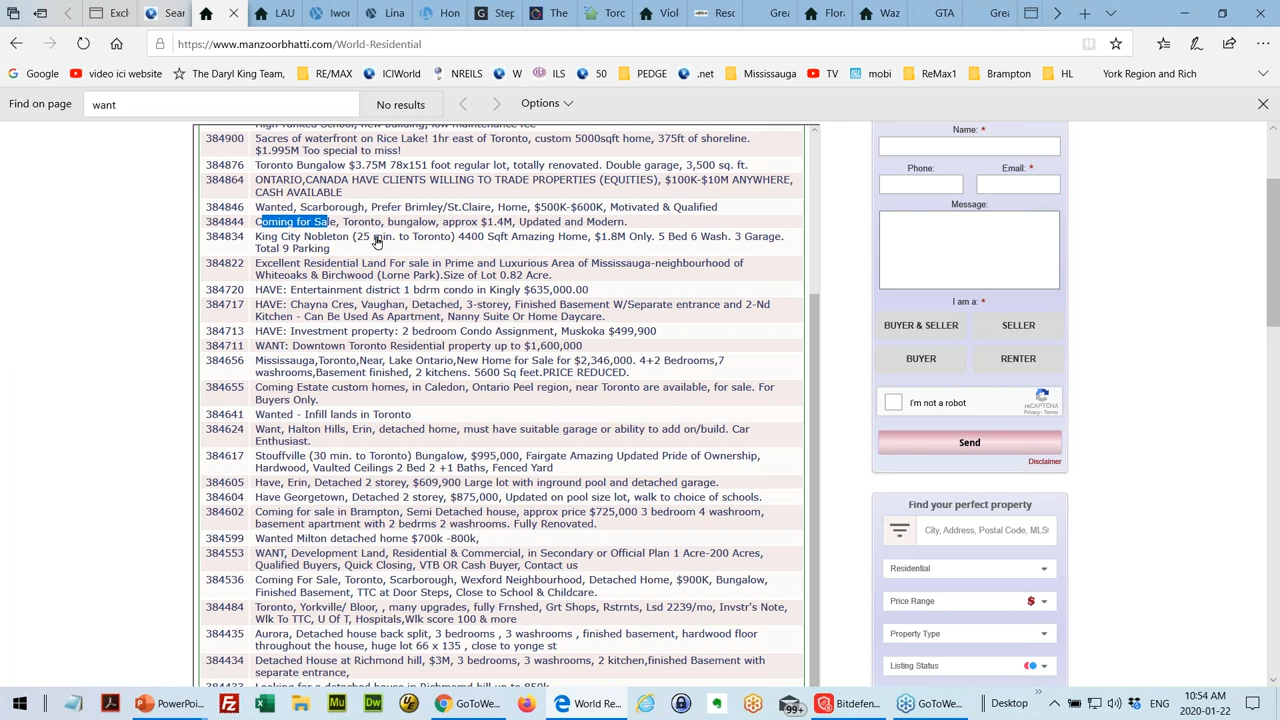 ReMa
Searc
Home
Home
Home
Home
Grid
Site
Hom
Goog
Hom
Hom
W
https://www.manzoorbhatti.com/World-Residential
Google
video ici website
The Daryl King Team,
RE/MAX
ICIWorld
NREILS
W
ILS
50
PEDGE
.net
Mississauga
TV
mobi
ReMax1
Brampton
HL
York Region and Rich
Find on page
want
No results
Options
384900 5acres of waterfront on Rice Lake! 1hr east of Toronto, custom 5000sqft home, 375ft of shoreline.
$1.995M Too special to miss!
384876 Toronto Bungalow $3.75M 78x151 foot regular lot, totally renovated. Double garage, 3,500 sq. ft.
384864 ONTARIO,CANADA HAVE CLIENTS WILLING TO TRADE PROPERTIES (EQUITIES), $100K-$10M ANYWHERE,
CASH AVAILABLE
384846 Wanted, Scarborough, Prefer Brimley/St.Claire, Home, $500K-$600K, Motivated & Qualified
384844 Coming for Sale, Toronto, bungalow, approx $1.4M, Updated and Modern.
384834 King City Nobleton (25 min. to Toronto) 4400 Sqft Amazing Home, $1.8M Only. 5 Bed 6 Wash. 3 Garage.
Total 9 Parking
384822 Excellent Residential Land For sale in Prime and Luxurious Area of Mississauga-neighbourhood of
Whiteoaks & Birchwood (Lorne Park).Size of Lot 0.82 Acre.
384720 HAVE: Entertainment district 1 bdrm condo in Kingly $635,000.00
384717 HAVE: Chayna Cres, Vaughan, Detached, 3-storey, Finished Basement W/Separate entrance and 2-Nd
Kitchen - Can Be Used As Apartment, Nanny Suite Or Home Daycare.
384713 HAVE: Investment property: 2 bedroom Condo Assignment, Muskoka $499,900
384711 WANT: Downtown Toronto Residential property up to $1,600,000
384656 Mississauga,Toronto,Near, Lake Ontario,New Home for Sale for $2,346,000. 4+2 Bedrooms,7
washrooms,Basement finished, 2 kitchens. 5600 Sq feet.PRICE REDUCED.
384655 Coming Estate custom homes, in Caledon, Ontario Peel region, near Toronto are available, for sale. For
Buyers Only.
384641 Wanted - Infill lands in Toronto
384624 Want, Halton Hills, Erin, detached home, must have suitable garage or ability to add on/build. Car
Enthusiast.
384617 Stouffville (30 min. to Toronto) Bungalow, $995,000, Fairgate Amazing Updated Pride of Ownership,
Hardwood, Vaulted Ceilings 2 Bed 2 +1 Baths, Fenced Yard
384605 Have, Erin, Detached 2 storey, $609,900 Large lot with inground pool and detached garage.
384604 Have Georgetown, Detached 2 storey, $875,000, Updated on pool size lot, walk to choice of schools.
384602 Coming for sale in Brampton, Semi Detached house, approx price $725,000 3 bedroom 4 washroom,
basement apartment with 2 bedrms 2 washrooms. Fully Renovated.
384599 Wanted Milton detached home $700k -800k,
384553 WANT, Development Land, Residential & Commercial, in Secondary or Official Plan 1 Acre-200 Acres,
Qualified Buyers, Quick Closing, VTB OR Cash Buyer, Contact us
384536 Coming For Sale, Toronto, Scarborough, Wexford Neighbourhood, Detached Home, $900K, Bungalow,
Finished Basement, TTC at Door Steps, Close to School & Childcare.
384484 Toronto, Yorkville/ Bloor, , many upgrades, fully Frnshed, Grt Shops, Rstrnts, Lsd 2239/mo, Invstr's Note,
Wlk To TTC, U Of T, Hospitals,Wlk score 100 & more
384435 Aurora, Detached house back split, 3 bedrooms , 3 washrooms , finished basement, hardwood floor
throughout the house, huge lot 66 x 135 , close to yonge st
384434 Detached House at Richmond hill, $3M, 3 bedrooms, 3 washrooms, 2 kitchen,finished Basement with
separate entrance,
Name: *
Phone:
Email: *
Message:
I am a: *
BUYER & SELLER
SELLER
BUYER
RENTER
I'm not a robot
reCAPTCHA
Privacy - Terms
Send
Disclaimer
Find your perfect property
City, Address, Postal Code, MLS®
Residential
Price Range
$
Property Type
Listing Status
PowerPoi...
GoToWe...
World Re...
99+
Bitdefen...
GoToWe...
Desktop
ENG
10:54 AM
2020-01-22